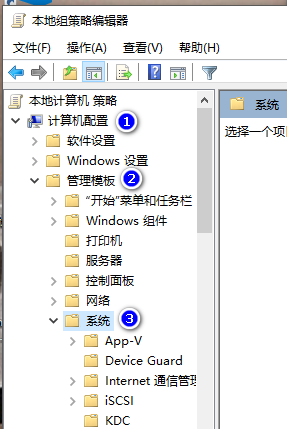 本地组策略编辑器
文件(F) 操作(A) 查看(V) 帮助(H)
本地计算机 策略
计算机配置 1
软件设置
Windows 设置
管理模板 2
“开始”菜单和任务栏
Windows 组件
打印机
服务器
控制面板
网络
系统 3
App-V
Device Guard
Internet 通信管理
iSCSI
KDC
系统
选择一个项